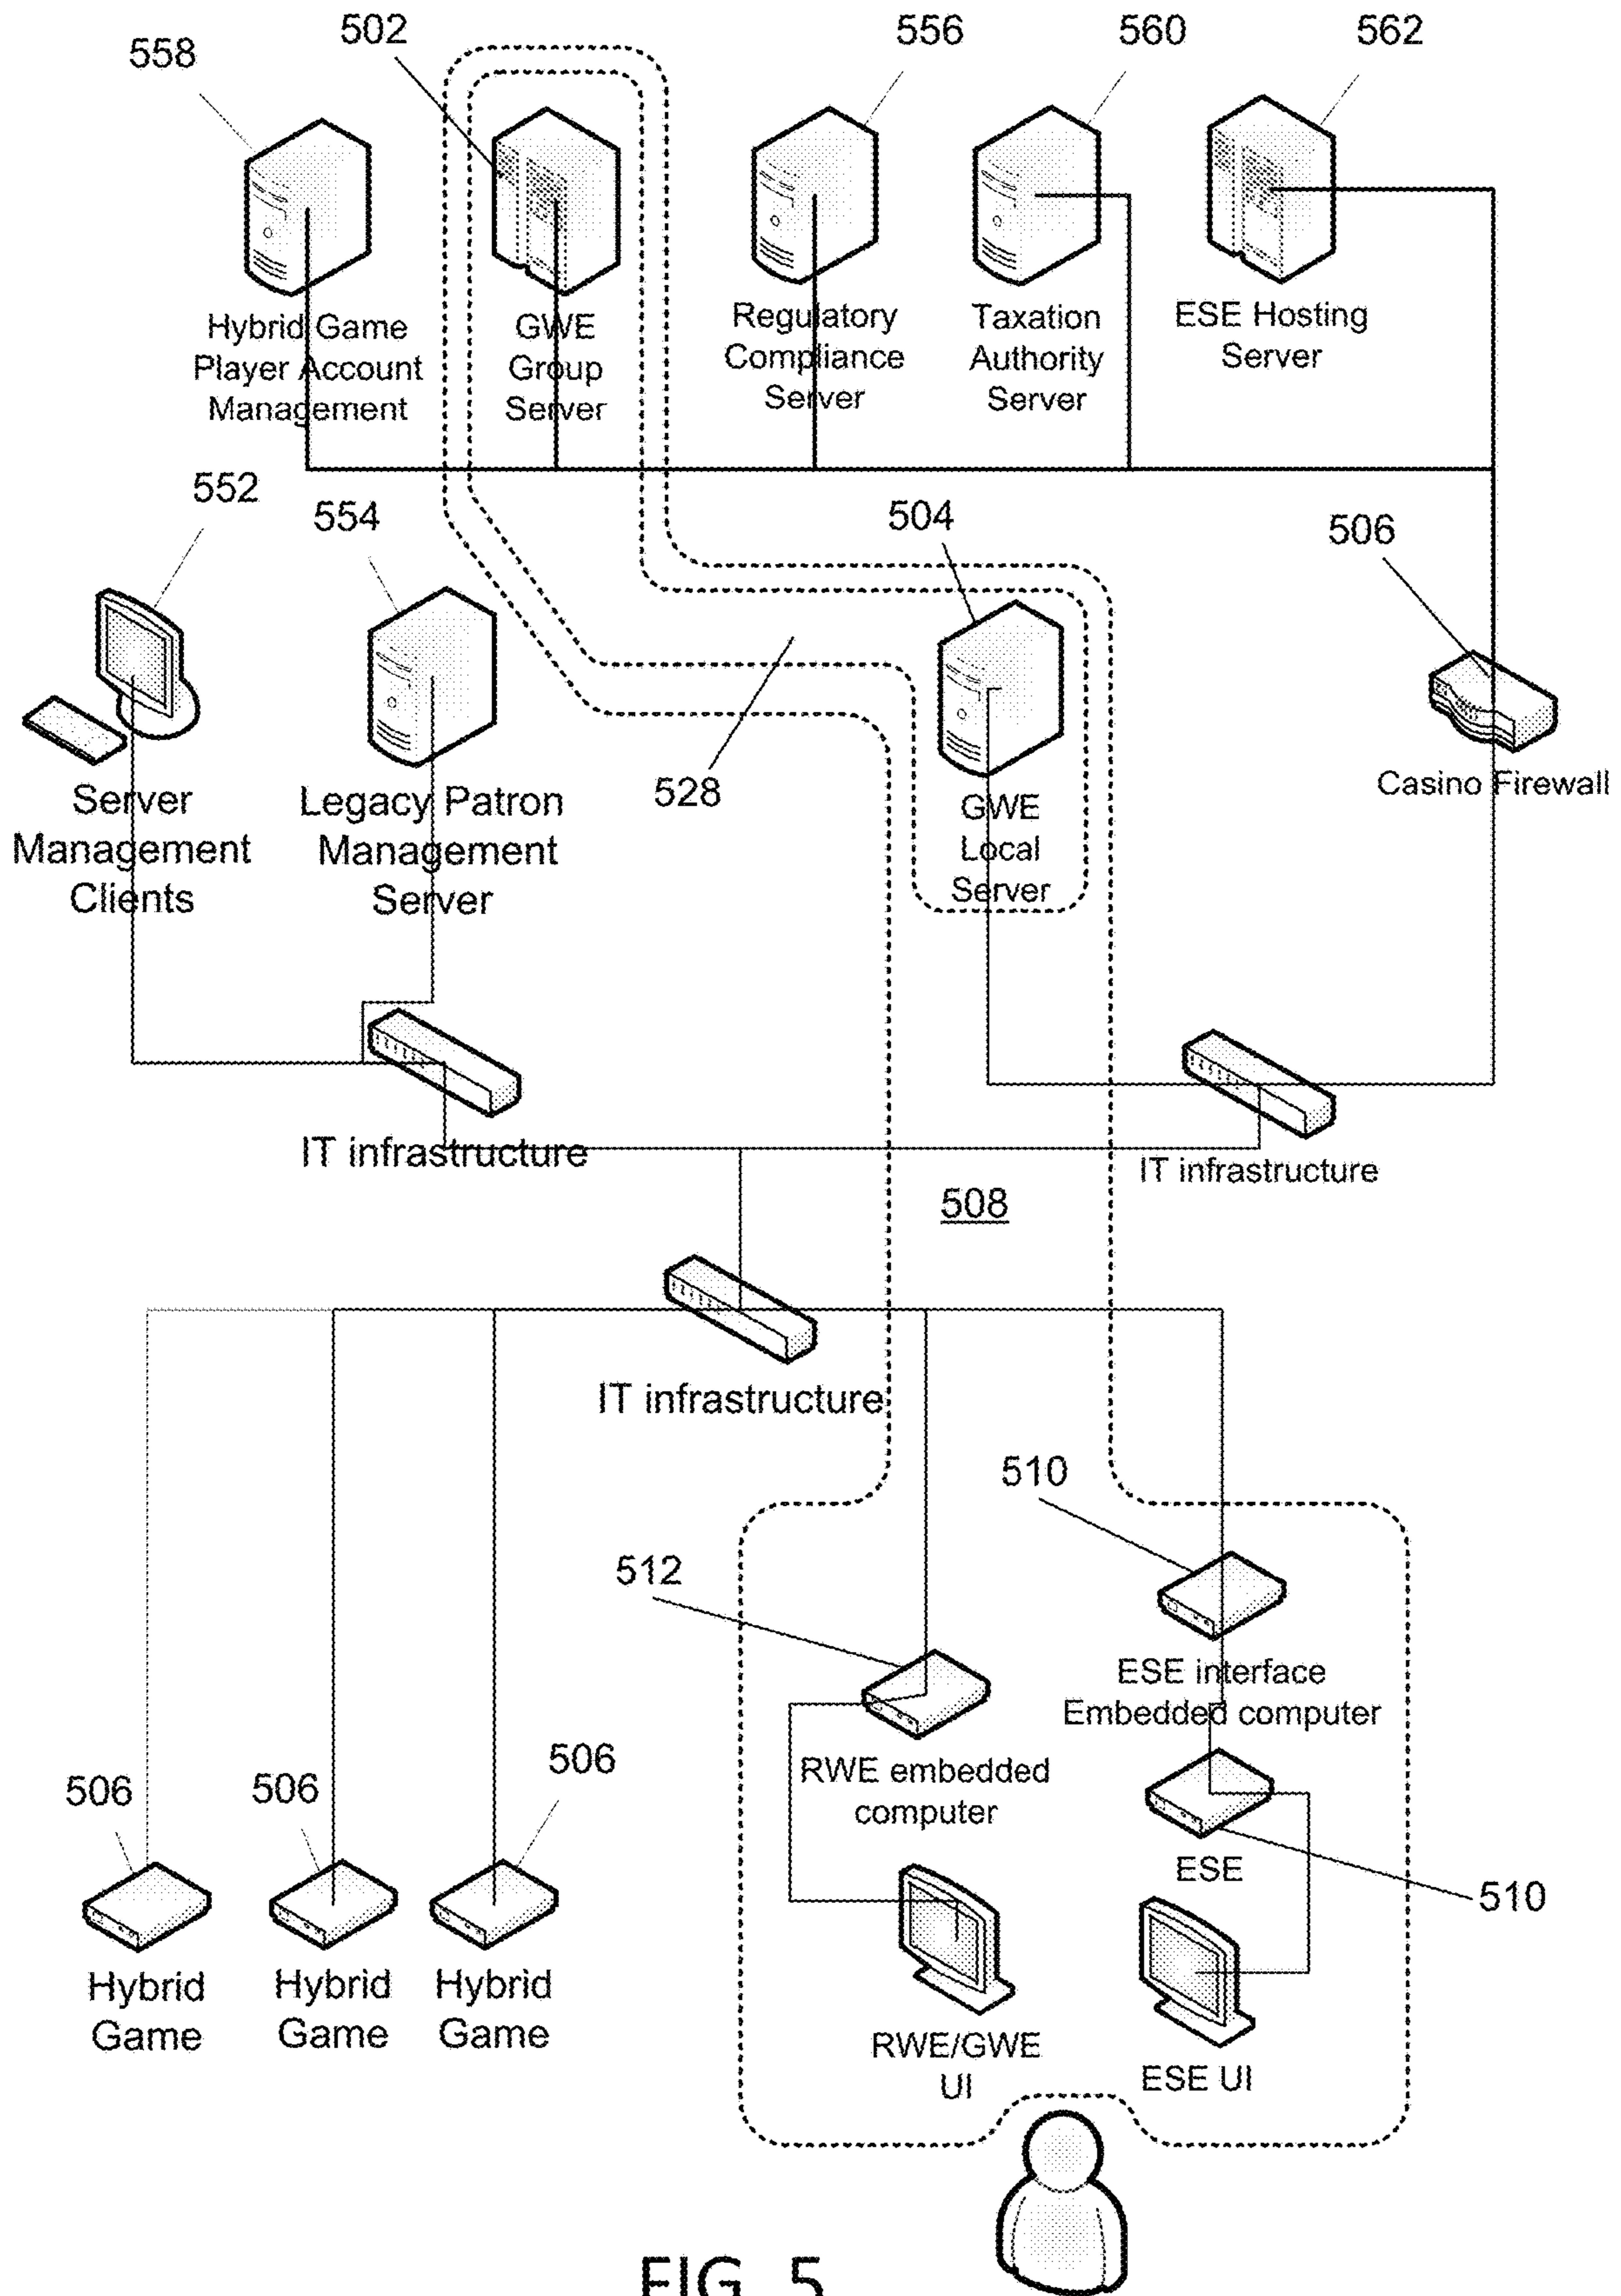 558
502
556
560
562
Hybrid Game
Player Account
Management
GWE
Group
Server
Regulatory
Compliance
Server
Taxation
Authority
Server
ESE Hosting
Server
552
554
504
506
528
Server
Management
Clients
Legacy Patron
Management
Server
GWE
Local
Server
Casino Firewall
IT infrastructure
IT infrastructure
508
IT infrastructure
510
512
ESE interface
Embedded computer
RWE embedded
computer
506
506
506
ESE
510
Hybrid
Game
Hybrid
Game
Hybrid
Game
RWE/GWE
UI
ESE UI
FIG. 5